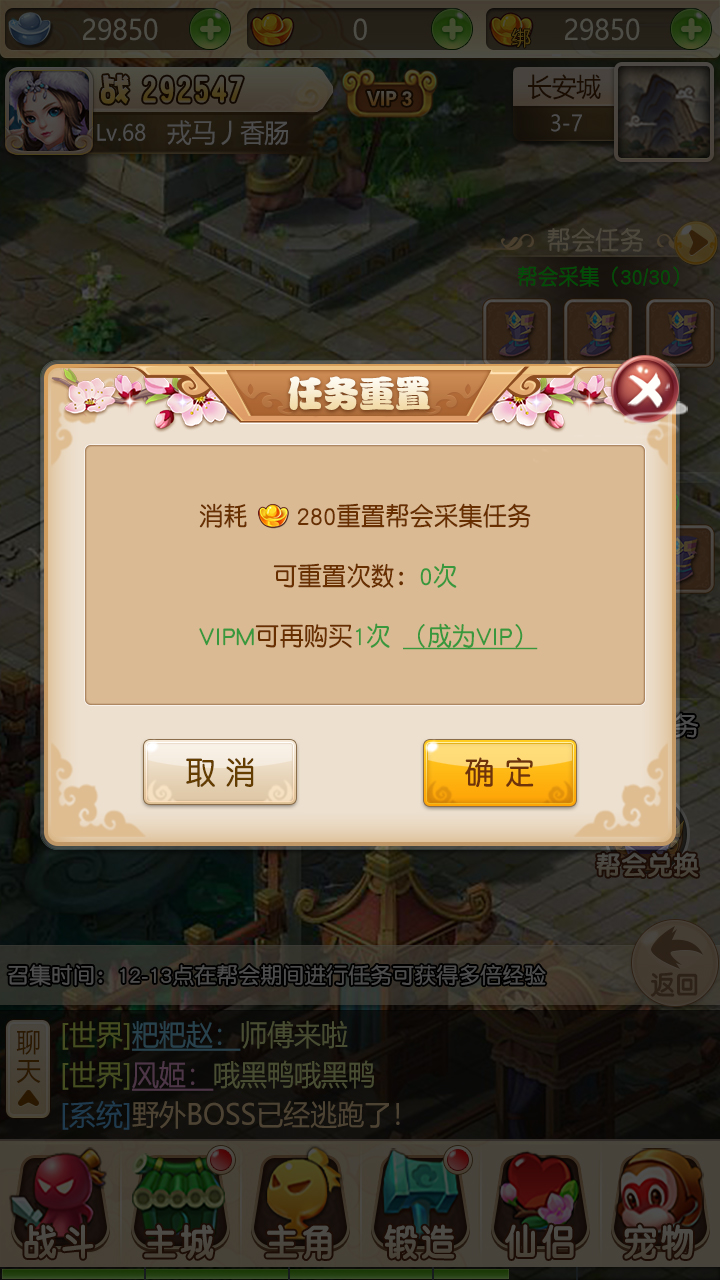 29850
0
绑
29850
战 292547
VIP 3
长安城
Lv.68 戎马丿香肠
3-7
帮会任务
帮会采集（30/30）
任务重置
消耗 280重置帮会采集任务
可重置次数：0次
VIPM可再购买1次 （成为VIP）
取消
确定
务
帮会兑换
召集时间：12-13点在帮会期间进行任务可获得多倍经验
返回
聊天
[世界]粑粑赵：师傅来啦
[世界]风姬：哦黑鸭哦黑鸭
[系统]野外BOSS已经逃跑了！
战斗
主城
主角
锻造
仙侣
宠物